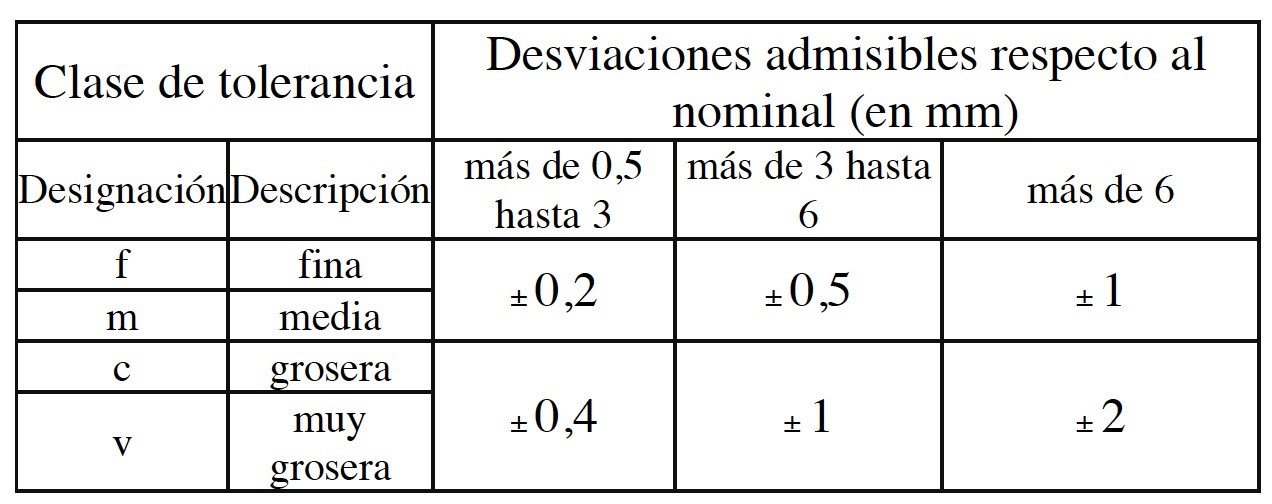 Clase de tolerancia
Desviaciones admisibles respecto al
nominal (en mm)
Designación
Descripción
más de 0,5
hasta 3
más de 3 hasta
6
más de 6
f
fina
± 0,2
± 0,5
± 1
m
media
c
grosera
± 0,4
± 1
± 2
v
muy
grosera